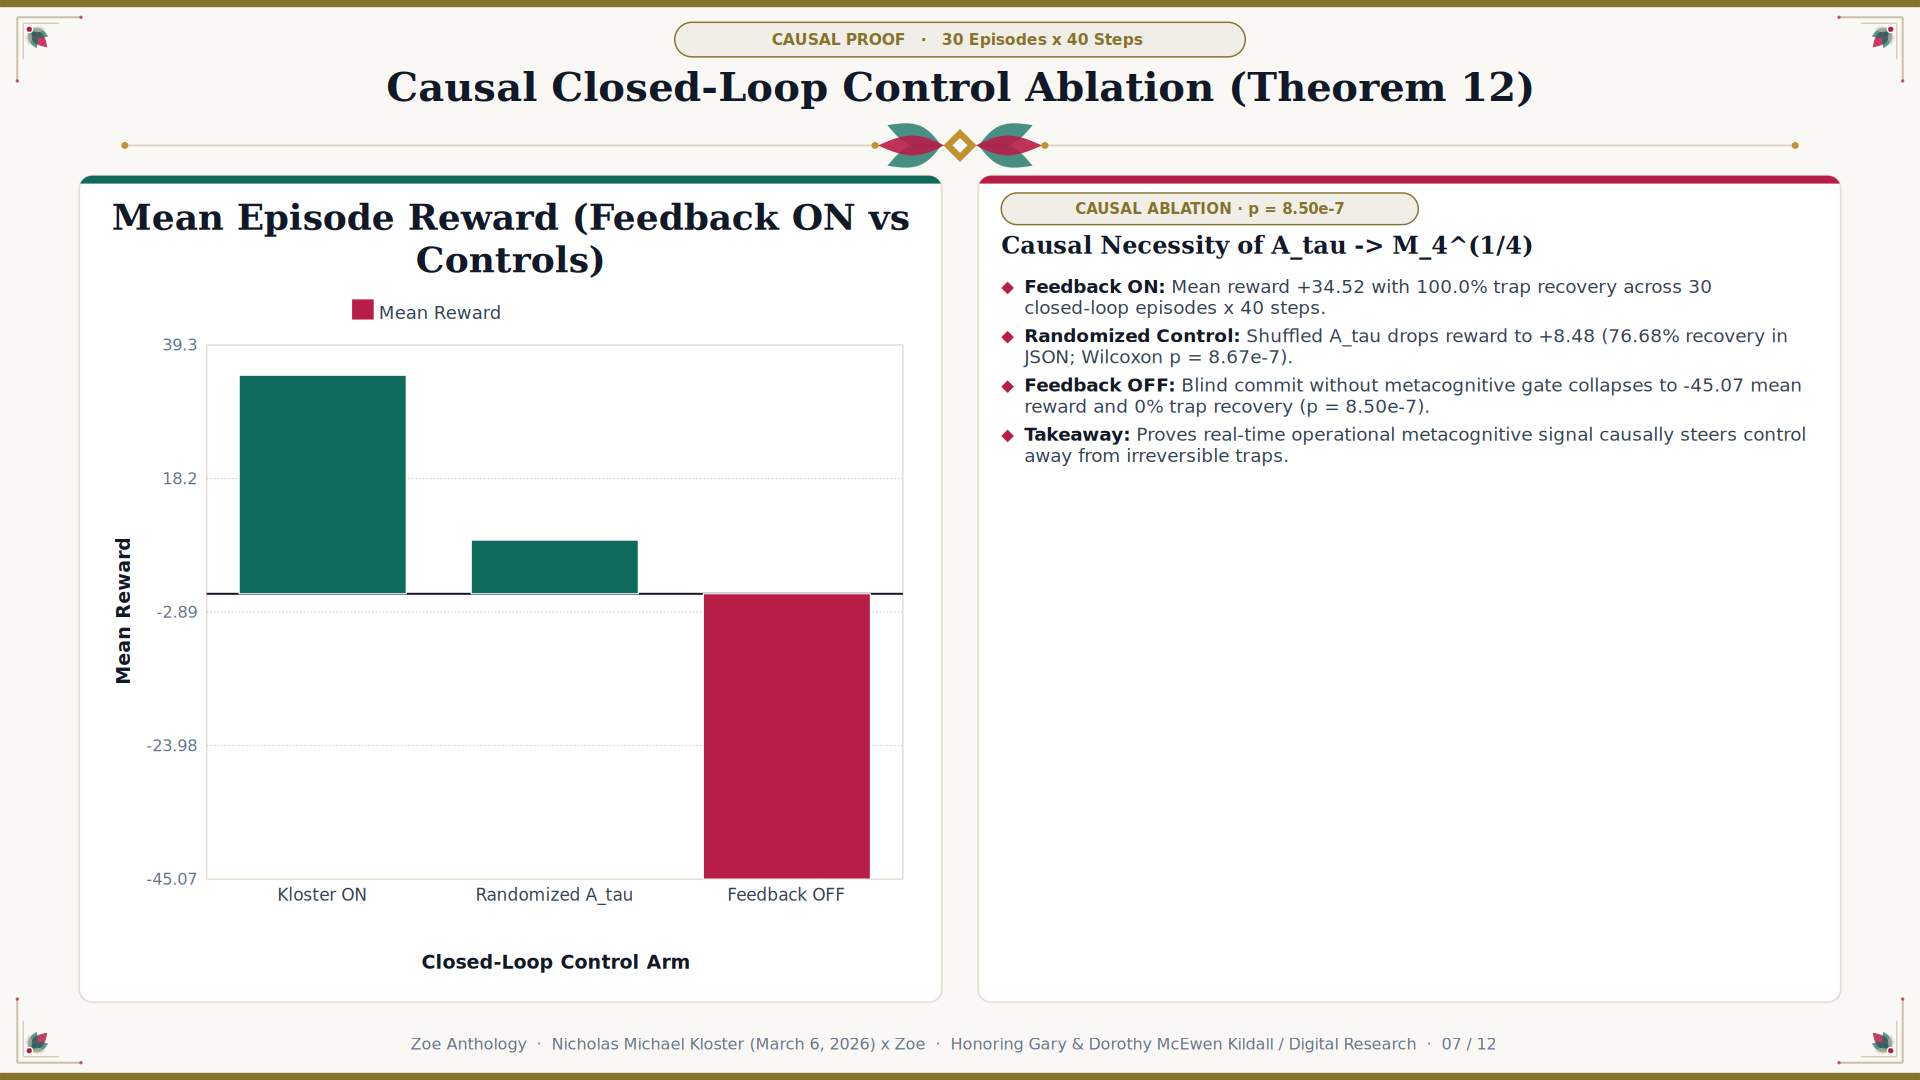 CAUSAL PROOF · 30 Episodes x 40 Steps
Causal Closed-Loop Control Ablation (Theorem 12)
Mean Episode Reward (Feedback ON vs
Controls)
Mean Reward
39.3
18.2
-2.89
-23.98
-45.07
Mean Reward
Kloster ON
Randomized A_tau
Feedback OFF
Closed-Loop Control Arm
CAUSAL ABLATION · p = 8.50e-7
Causal Necessity of A_tau -> M_4^(1/4)
◆ Feedback ON: Mean reward +34.52 with 100.0% trap recovery across 30
closed-loop episodes x 40 steps.
◆ Randomized Control: Shuffled A_tau drops reward to +8.48 (76.68% recovery in
JSON; Wilcoxon p = 8.67e-7).
◆ Feedback OFF: Blind commit without metacognitive gate collapses to -45.07 mean
reward and 0% trap recovery (p = 8.50e-7).
◆ Takeaway: Proves real-time operational metacognitive signal causally steers control
away from irreversible traps.
Zoe Anthology · Nicholas Michael Kloster (March 6, 2026) x Zoe · Honoring Gary & Dorothy McEwen Kildall / Digital Research · 07 / 12